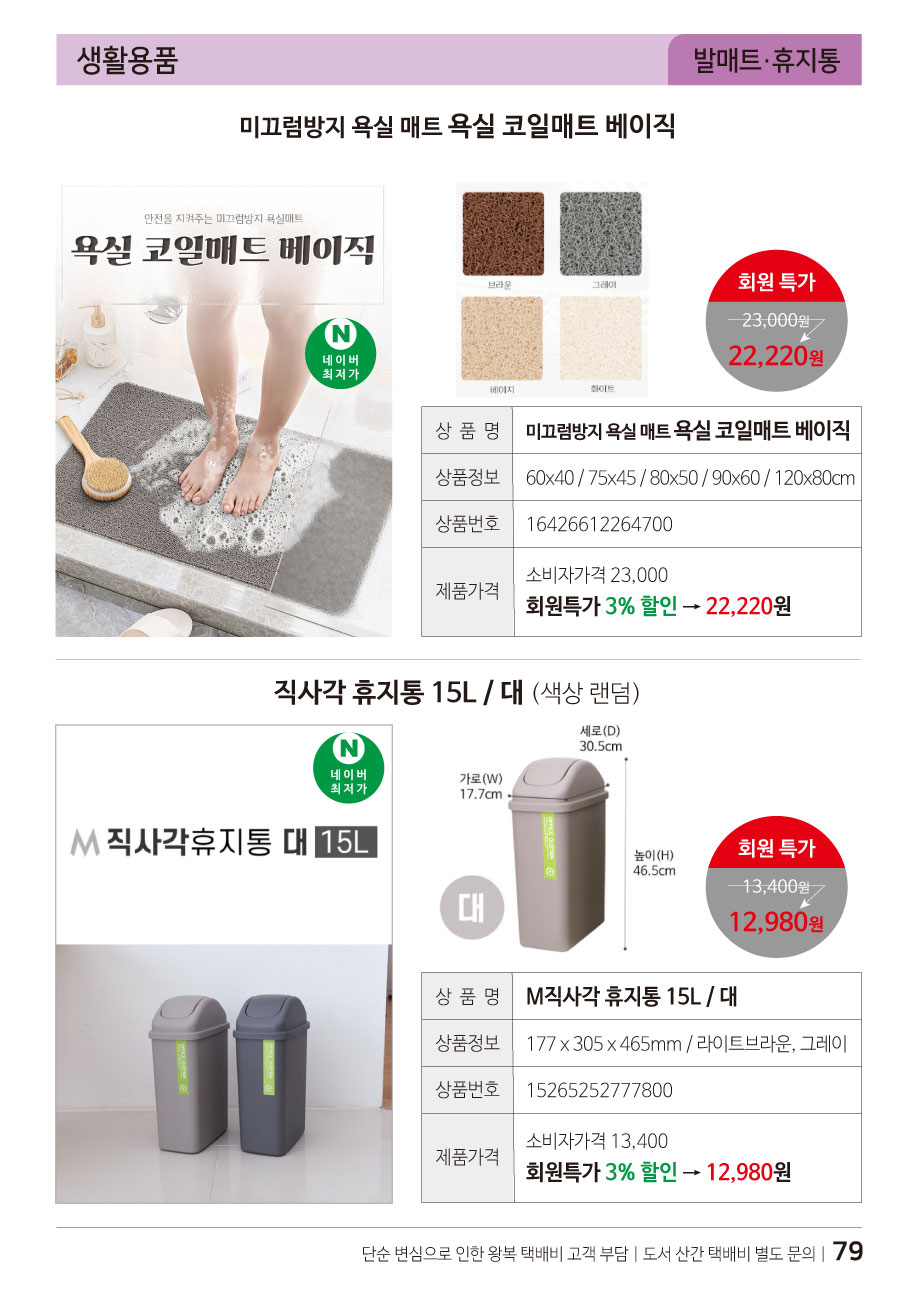 생활용품
발매트·휴지통
미끄럼방지 욕실 매트 욕실 코일매트 베이직
안전을 지켜주는 미끄럼방지 욕실매트
욕실 코일매트 베이직
N
네이버
최저가
브라운
그레이
베이지
화이트
회원 특가
23,000원
22,220원
상 품 명
미끄럼방지 욕실 매트 욕실 코일매트 베이직
상품정보
60x40 / 75x45 / 80x50 / 90x60 / 120x80cm
상품번호
16426612264700
제품가격
소비자가격 23,000
회원특가 3% 할인 → 22,220원
직사각 휴지통 15L / 대 (색상 랜덤)
N
네이버
최저가
M 직사각휴지통 대 15L
세로(D)
30.5cm
가로(W)
17.7cm
높이(H)
46.5cm
대
OFFICE DUSTBIN
회원 특가
13,400원
12,980원
상 품 명
M직사각 휴지통 15L / 대
상품정보
177 x 305 x 465mm / 라이트브라운, 그레이
상품번호
15265252777800
제품가격
소비자가격 13,400
회원특가 3% 할인 → 12,980원
단순 변심으로 인한 왕복 택배비 고객 부담 | 도서 산간 택배비 별도 문의 | 79